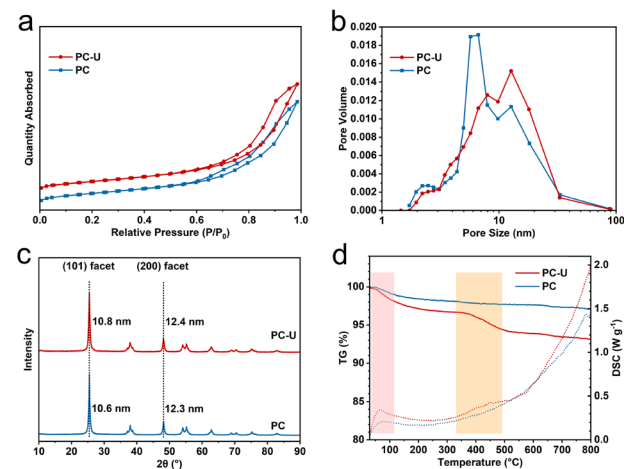 a
PC-U
PC
Quantity Absorbed
0.0 0.2 0.4 0.6 0.8 1.0
Relative Pressure (P/P₀)
b
PC-U
PC
Pore Volume
0.020
0.018
0.016
0.014
0.012
0.010
0.008
0.006
0.004
0.002
0.000
1 10 100
Pore Size (nm)
c
(101) facet (200) facet
10.8 nm 12.4 nm
PC-U
10.6 nm 12.3 nm
PC
Intensity
10 20 30 40 50 60 70 80 90
2θ (°)
d
PC-U
PC
TG (%)
100
95
90
85
80
DSC (W g⁻¹)
2.0
1.5
1.1
0.6
0.2
100 200 300 400 500 600 700 800
Temperature (°C)